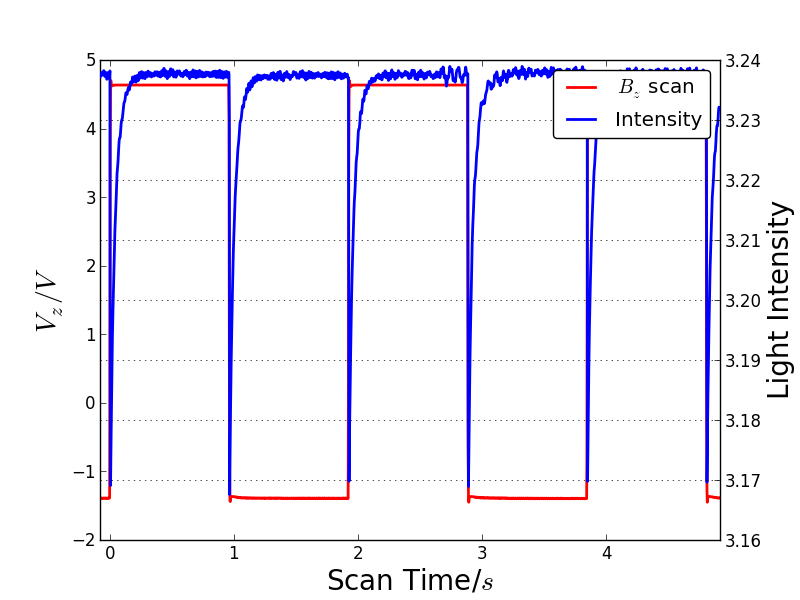 5
4
3
2
1
0
−1
−2
V_z/V
3.24
3.23
3.22
3.21
3.20
3.19
3.18
3.17
3.16
Light Intensity
B_z scan
Intensity
0 1 2 3 4
Scan Time/s